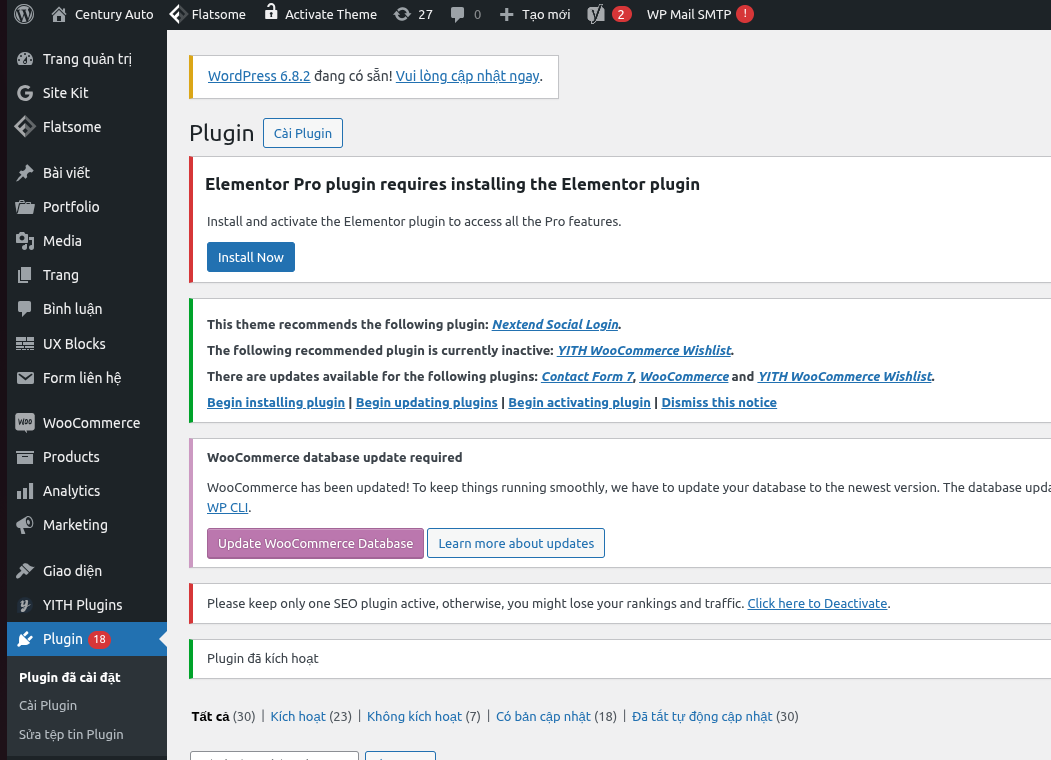 Century Auto Flatsome Activate Theme 27 0 Tạo mới 2 WP Mail SMTP !
Trang quản trị
Site Kit
Flatsome
Bài viết
Portfolio
Media
Trang
Bình luận
UX Blocks
Form liên hệ
WooCommerce
Products
Analytics
Marketing
Giao diện
YITH Plugins
Plugin 18
Plugin đã cài đặt
Cài Plugin
Sửa tệp tin Plugin
WordPress 6.8.2 đang có sẵn! Vui lòng cập nhật ngay.
Plugin Cài Plugin
Elementor Pro plugin requires installing the Elementor plugin
Install and activate the Elementor plugin to access all the Pro features.
Install Now
This theme recommends the following plugin: Nextend Social Login.
The following recommended plugin is currently inactive: YITH WooCommerce Wishlist.
There are updates available for the following plugins: Contact Form 7, WooCommerce and YITH WooCommerce Wishlist.
Begin installing plugin | Begin updating plugins | Begin activating plugin | Dismiss this notice
WooCommerce database update required
WooCommerce has been updated! To keep things running smoothly, we have to update your database to the newest version. The database upda
WP CLI.
Update WooCommerce Database Learn more about updates
Please keep only one SEO plugin active, otherwise, you might lose your rankings and traffic. Click here to Deactivate.
Plugin đã kích hoạt
Tất cả (30) | Kích hoạt (23) | Không kích hoạt (7) | Có bản cập nhật (18) | Đã tắt tự động cập nhật (30)